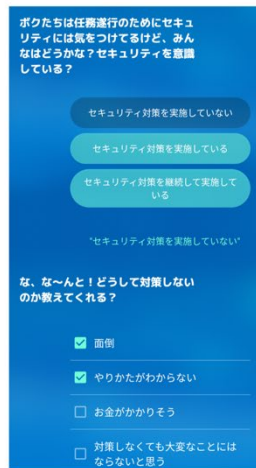 ボクたちは任務遂行のためにセキュ
リティには気をつけてるけど、みん
なはどうかな？セキュリティを意識
している？
セキュリティ対策を実施していない
セキュリティ対策を実施している
セキュリティ対策を継続して実施して
いる
"セキュリティ対策を実施していない"
な、な〜んと！どうして対策しない
のか教えてくれる？
面倒
やりかたがわからない
お金がかかりそう
対策しなくても大変なことには
ならないと思う